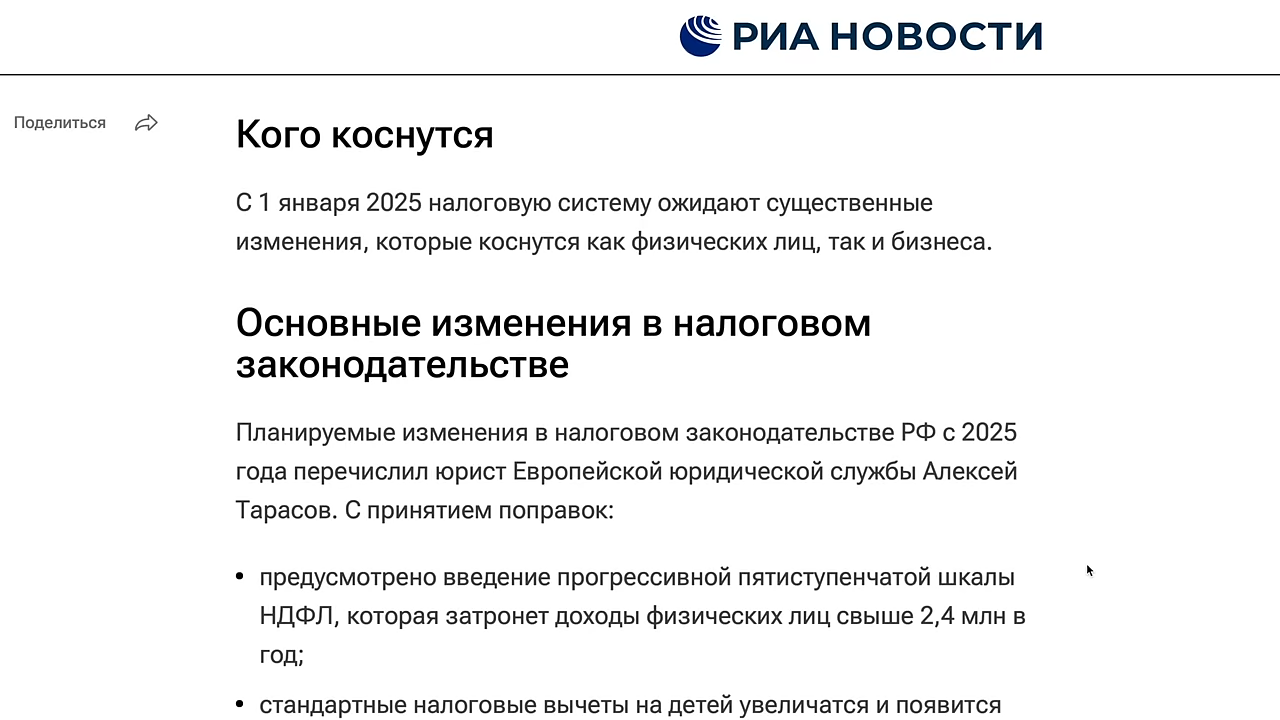 РИА НОВОСТИ
Поделиться
Кого коснутся
С 1 января 2025 налоговую систему ожидают существенные
изменения, которые коснутся как физических лиц, так и бизнеса.
Основные изменения в налоговом
законодательстве
Планируемые изменения в налоговом законодательстве РФ с 2025
года перечислил юрист Европейской юридической службы Алексей
Тарасов. С принятием поправок:
• предусмотрено введение прогрессивной пятиступенчатой шкалы
НДФЛ, которая затронет доходы физических лиц свыше 2,4 млн в
год;
• стандартные налоговые вычеты на детей увеличатся и появится